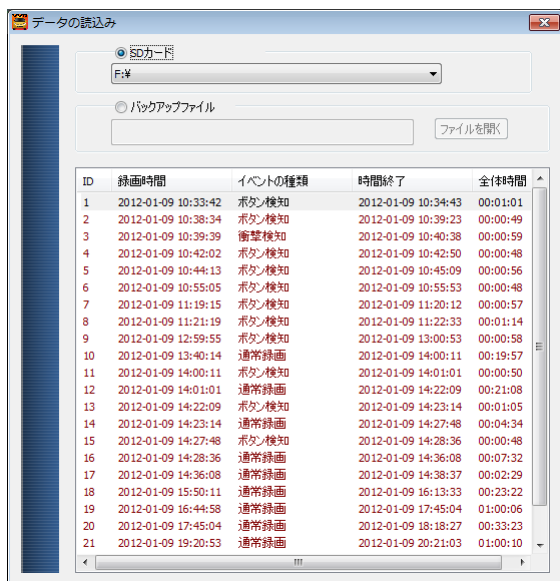 データの読込み
SDカード
F:¥
バックアップファイル
ファイルを開く
ID 録画時間 イベントの種類 時間終了 全体時間
1 2012-01-09 10:33:42 ボタン検知 2012-01-09 10:34:43 00:01:01
2 2012-01-09 10:38:34 ボタン検知 2012-01-09 10:39:23 00:00:49
3 2012-01-09 10:39:39 衝撃検知 2012-01-09 10:40:38 00:00:59
4 2012-01-09 10:42:02 ボタン検知 2012-01-09 10:42:50 00:00:48
5 2012-01-09 10:44:13 ボタン検知 2012-01-09 10:45:09 00:00:56
6 2012-01-09 10:55:05 ボタン検知 2012-01-09 10:55:53 00:00:48
7 2012-01-09 11:19:15 ボタン検知 2012-01-09 11:20:12 00:00:57
8 2012-01-09 11:21:19 ボタン検知 2012-01-09 11:22:33 00:01:14
9 2012-01-09 12:59:55 ボタン検知 2012-01-09 13:00:53 00:00:58
10 2012-01-09 13:40:14 通常録画 2012-01-09 14:00:11 00:19:57
11 2012-01-09 14:00:11 ボタン検知 2012-01-09 14:01:01 00:00:50
12 2012-01-09 14:01:01 通常録画 2012-01-09 14:22:09 00:21:08
13 2012-01-09 14:22:09 ボタン検知 2012-01-09 14:23:14 00:01:05
14 2012-01-09 14:23:14 通常録画 2012-01-09 14:27:48 00:04:34
15 2012-01-09 14:27:48 ボタン検知 2012-01-09 14:28:36 00:00:48
16 2012-01-09 14:28:36 通常録画 2012-01-09 14:36:08 00:07:32
17 2012-01-09 14:36:08 通常録画 2012-01-09 14:38:37 00:02:29
18 2012-01-09 15:50:11 通常録画 2012-01-09 16:13:33 00:23:22
19 2012-01-09 16:44:58 通常録画 2012-01-09 17:45:04 01:00:06
20 2012-01-09 17:45:04 通常録画 2012-01-09 18:18:27 00:33:23
21 2012-01-09 19:20:53 通常録画 2012-01-09 20:21:03 01:00:10